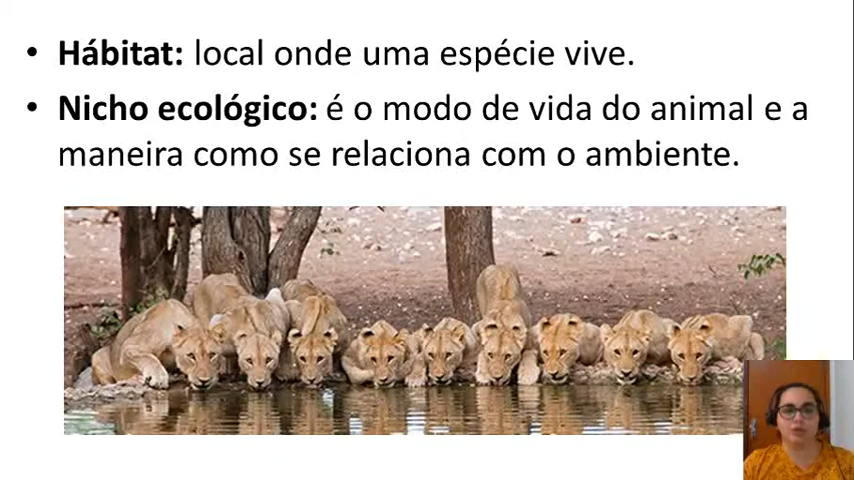 • Hábitat: local onde uma espécie vive.
• Nicho ecológico: é o modo de vida do animal e a
maneira como se relaciona com o ambiente.